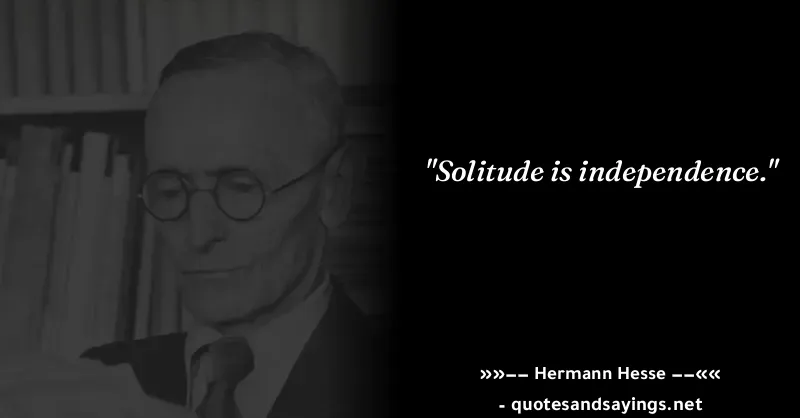 "Solitude is independence."
»»−− Hermann Hesse −−««
- quotesandsayings.net